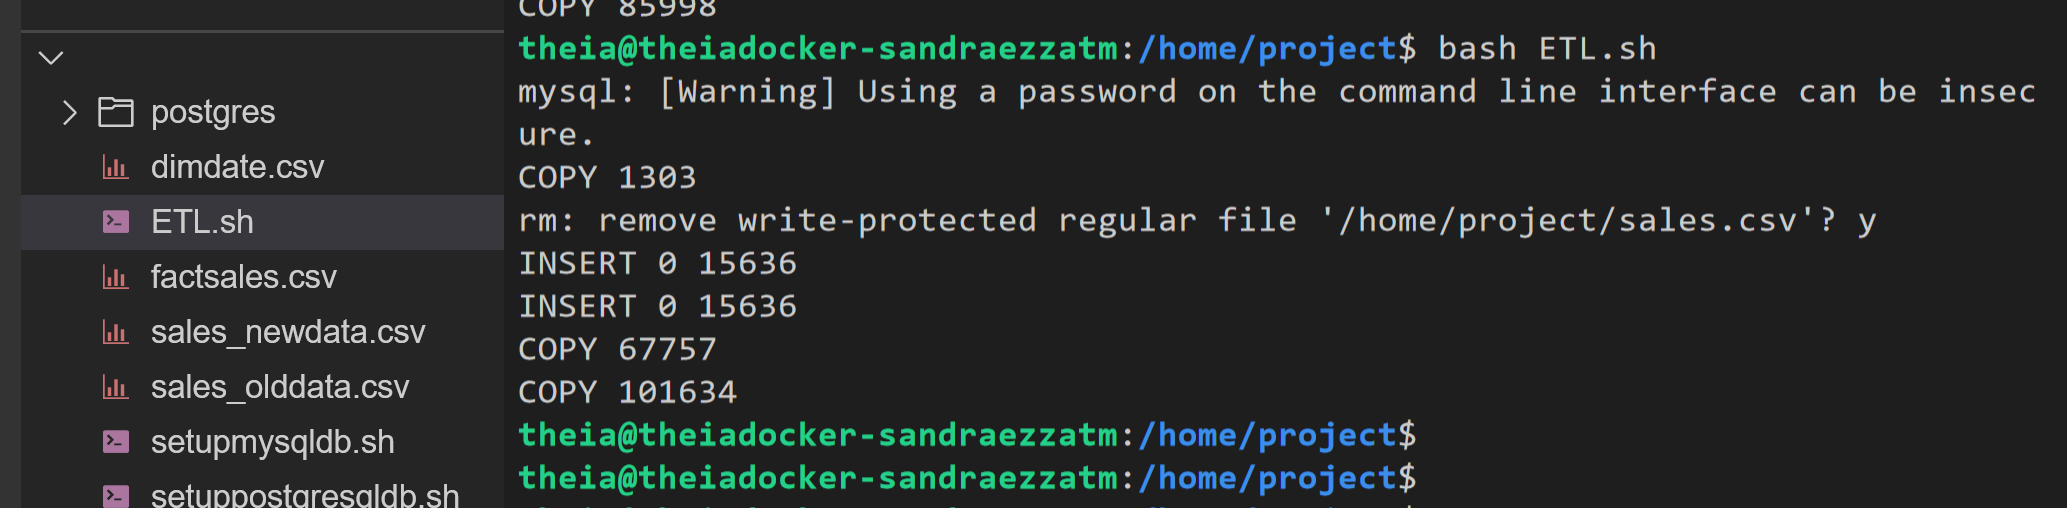 postgres
dimdate.csv
ETL.sh
factsales.csv
sales_newdata.csv
sales_olddata.csv
setupmysqldb.sh
setuppostgresqldb.sh
COPY 85998
theia@theiadocker-sandraezzatm:/home/project$ bash ETL.sh
mysql: [Warning] Using a password on the command line interface can be insec
ure.
COPY 1303
rm: remove write-protected regular file '/home/project/sales.csv'? y
INSERT 0 15636
INSERT 0 15636
COPY 67757
COPY 101634
theia@theiadocker-sandraezzatm:/home/project$
theia@theiadocker-sandraezzatm:/home/project$